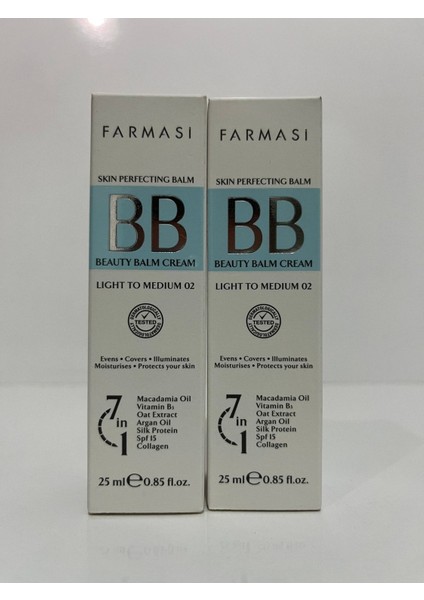 FARMASI
SKIN PERFECTING BALM
BB
BEAUTY BALM CREAM
LIGHT TO MEDIUM 02
DERMATOLOGICALLY
TESTED
Evens • Covers • Illuminates
Moisturises • Protects your skin
7 in 1
Macadamia Oil
Vitamin B₃
Oat Extract
Argan Oil
Silk Protein
Spf 15
Collagen
25 ml ℮ 0.85 fl.oz.
FARMASI
SKIN PERFECTING BALM
BB
BEAUTY BALM CREAM
LIGHT TO MEDIUM 02
DERMATOLOGICALLY
TESTED
Evens • Covers • Illuminates
Moisturises • Protects your skin
7 in 1
Macadamia Oil
Vitamin B₃
Oat Extract
Argan Oil
Silk Protein
Spf 15
Collagen
25 ml ℮ 0.85 fl.oz.